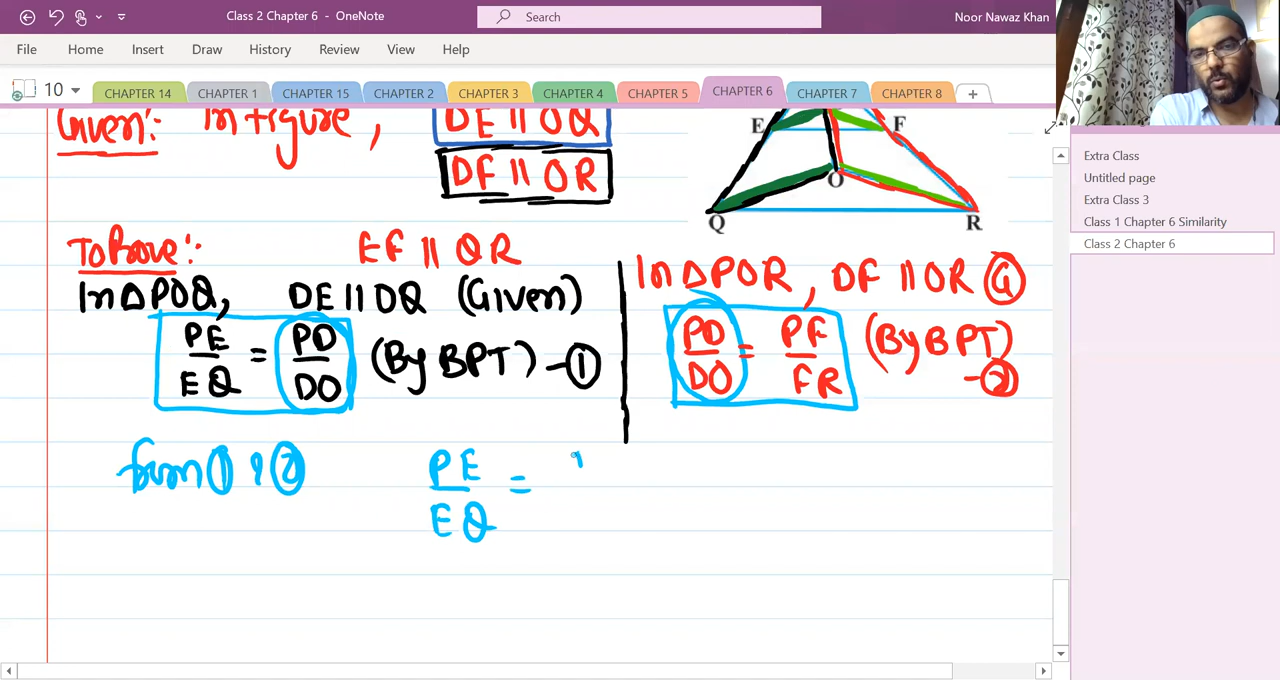 Class 2 Chapter 6 - OneNote
Search
Noor Nawaz Khan
File Home Insert Draw History Review View Help
10 CHAPTER 14 CHAPTER 1 CHAPTER 15 CHAPTER 2 CHAPTER 3 CHAPTER 4 CHAPTER 5 CHAPTER 6 CHAPTER 7 CHAPTER 8
Extra Class
Untitled page
Extra Class 3
Class 1 Chapter 6 Similarity
Class 2 Chapter 6
Given: In figure, DE || OQ
DF || OR
E F
O
Q R
To Prove: EF || QR
In △POQ, DE || OQ (Given)
PE/EQ = PD/DO (By BPT) - ①
In △POR, DF || OR G
PD/DO = PF/FR (By BPT)
- ②
from ① & ② PE/EQ =